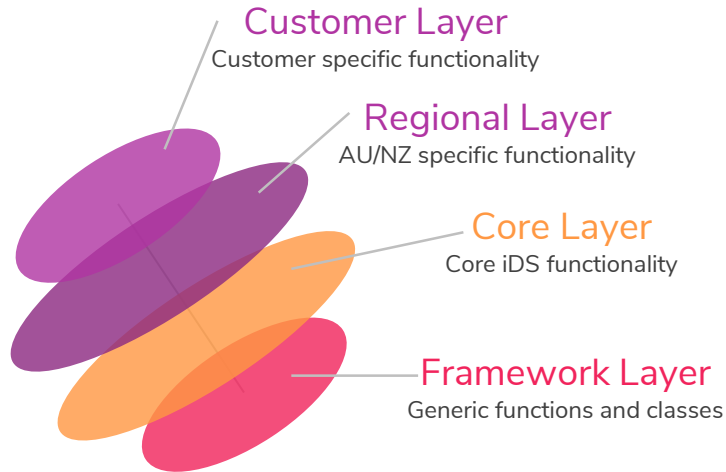 Customer Layer
Customer specific functionality
Regional Layer
AU/NZ specific functionality
Core Layer
Core iDS functionality
Framework Layer
Generic functions and classes